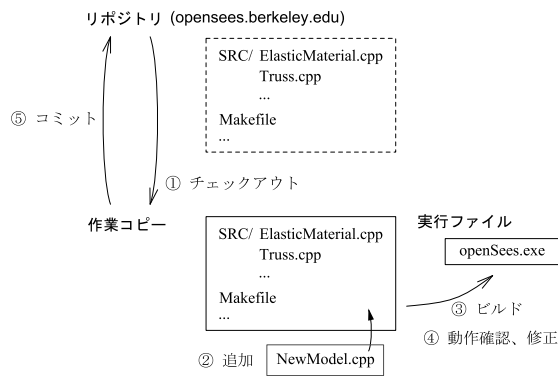 リポジトリ (opensees.berkeley.edu)
SRC/ ElasticMaterial.cpp
Truss.cpp
...
Makefile
...
⑤ コミット
① チェックアウト
作業コピー
SRC/ ElasticMaterial.cpp
Truss.cpp
...
Makefile
...
実行ファイル
openSees.exe
③ ビルド
④ 動作確認、修正
② 追加
NewModel.cpp